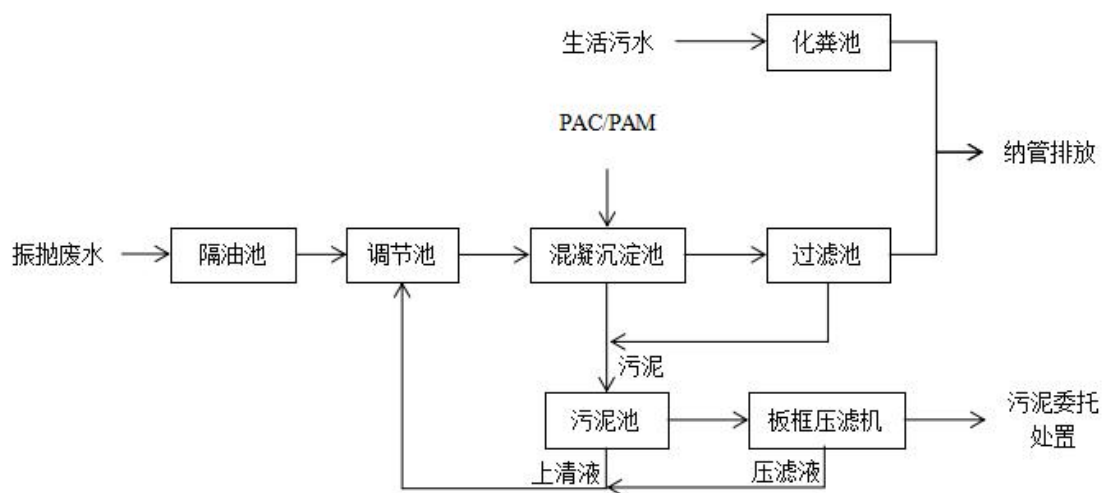 生活污水
化粪池
PAC/PAM
纳管排放
振抛废水
隔油池
调节池
混凝沉淀池
过滤池
污泥
污泥池
板框压滤机
污泥委托
处置
上清液
压滤液